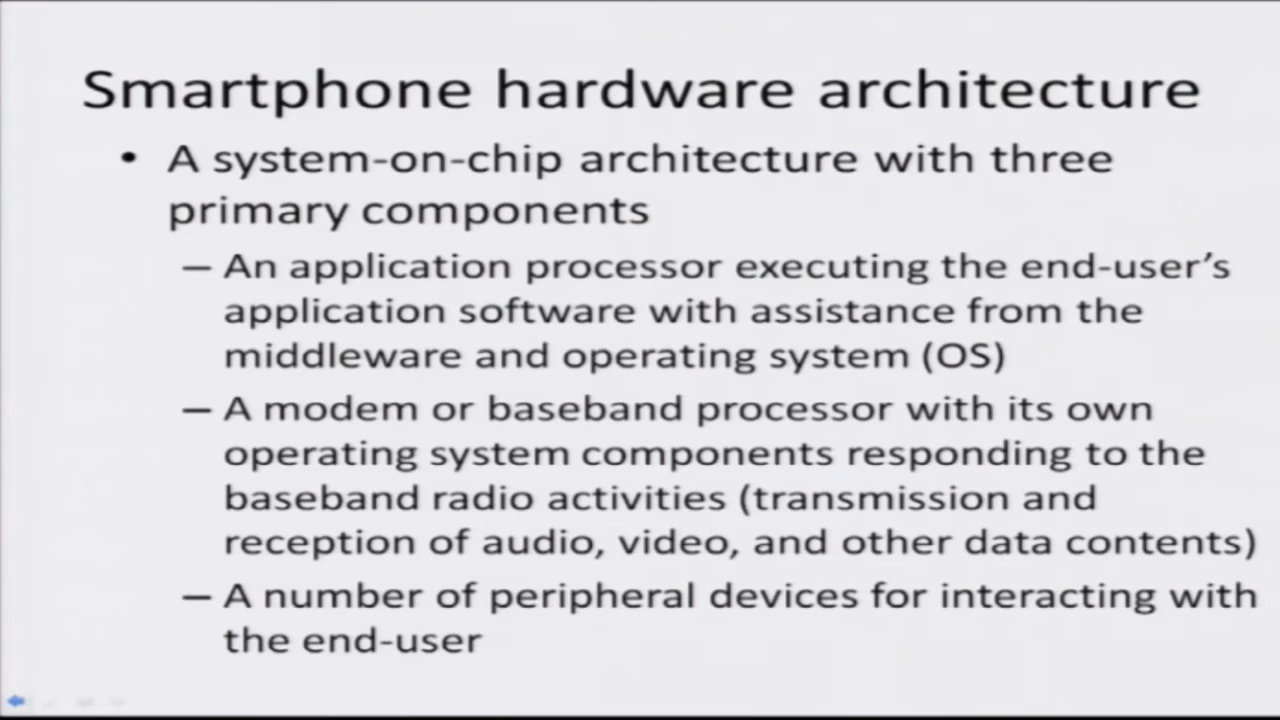 Smartphone hardware architecture
• A system-on-chip architecture with three
primary components
– An application processor executing the end-user’s
application software with assistance from the
middleware and operating system (OS)
– A modem or baseband processor with its own
operating system components responding to the
baseband radio activities (transmission and
reception of audio, video, and other data contents)
– A number of peripheral devices for interacting with
the end-user